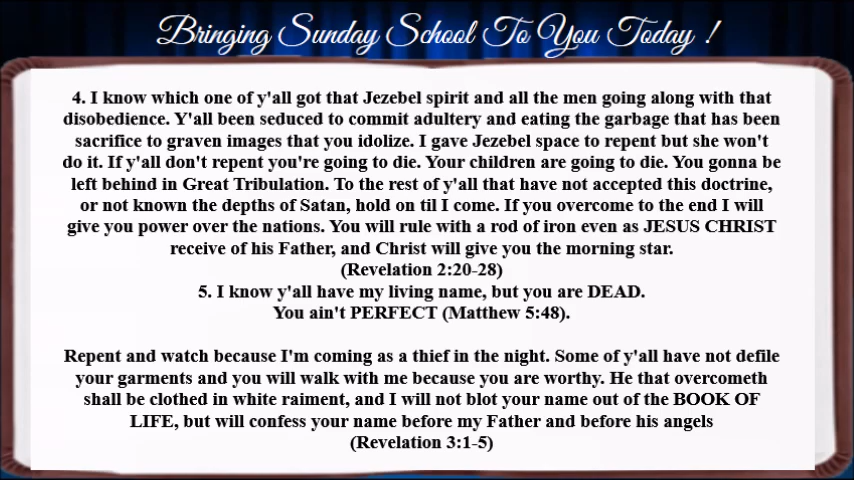 Bringing Sunday School To You Today !
4. I know which one of y'all got that Jezebel spirit and all the men going along with that
disobedience. Y'all been seduced to commit adultery and eating the garbage that has been
sacrifice to graven images that you idolize. I gave Jezebel space to repent but she won't
do it. If y'all don't repent you're going to die. Your children are going to die. You gonna be
left behind in Great Tribulation. To the rest of y'all that have not accepted this doctrine,
or not known the depths of Satan, hold on til I come. If you overcome to the end I will
give you power over the nations. You will rule with a rod of iron even as JESUS CHRIST
receive of his Father, and Christ will give you the morning star.
(Revelation 2:20-28)
5. I know y'all have my living name, but you are DEAD.
You ain't PERFECT (Matthew 5:48).
Repent and watch because I'm coming as a thief in the night. Some of y'all have not defile
your garments and you will walk with me because you are worthy. He that overcometh
shall be clothed in white raiment, and I will not blot your name out of the BOOK OF
LIFE, but will confess your name before my Father and before his angels
(Revelation 3:1-5)